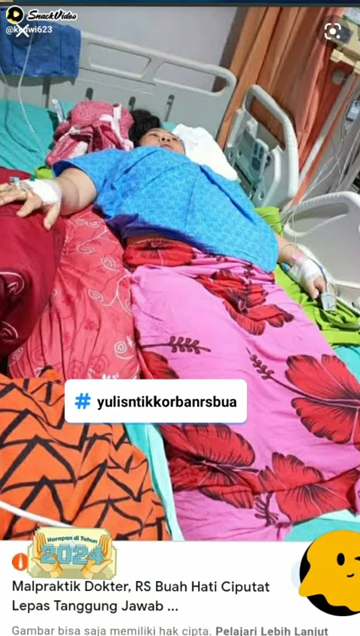 SnackVideo
@kgdwi623
# yulisntikkorbanrsbua
Harapan di Tahun
2024
Malpraktik Dokter, RS Buah Hati Ciputat
Lepas Tanggung Jawab ...
Gambar bisa saja memiliki hak cipta. Pelajari Lebih Lanjut